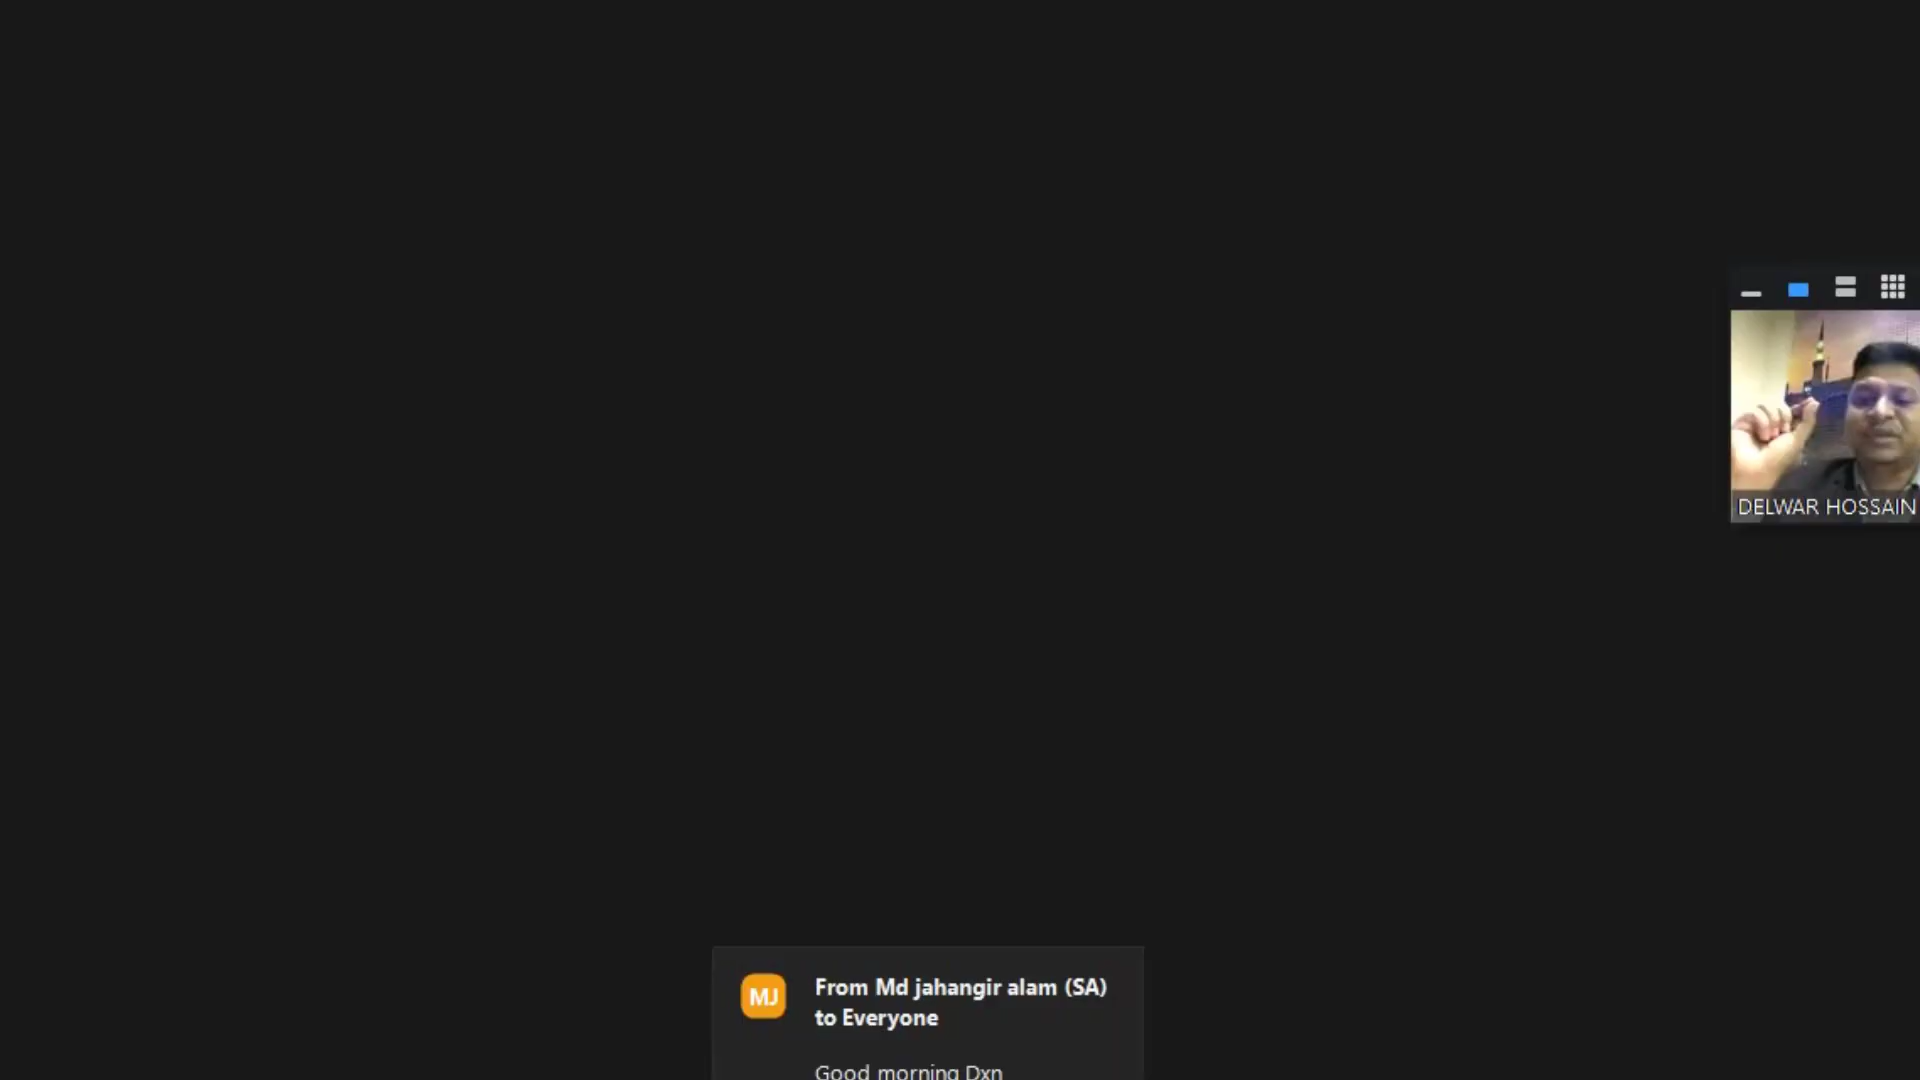 DELWAR HOSSAIN
MJ
From Md jahangir alam (SA)
to Everyone
Good morning Dxn